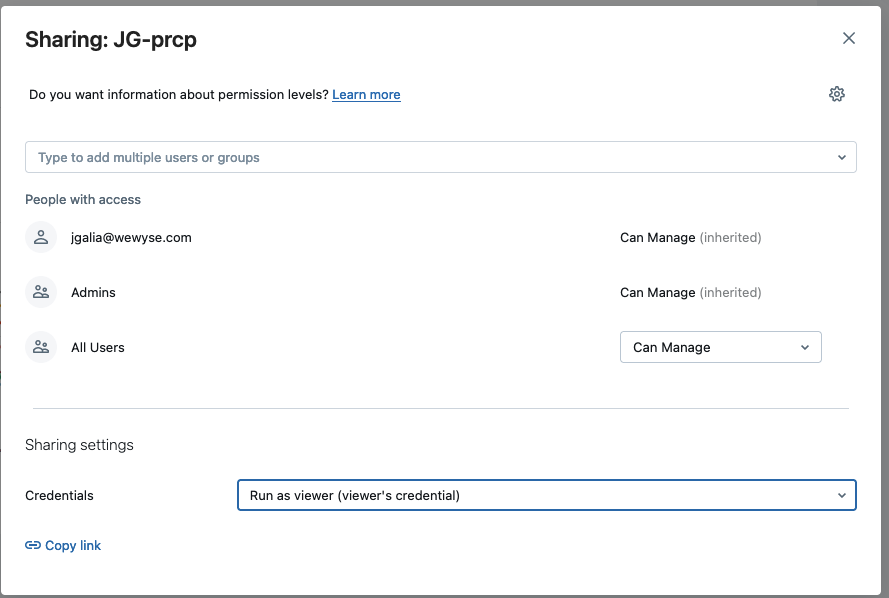 Sharing: JG-prcp
Do you want information about permission levels? Learn more
Type to add multiple users or groups
People with access
jgalia@wewyse.com Can Manage (inherited)
Admins Can Manage (inherited)
All Users Can Manage
Sharing settings
Credentials Run as viewer (viewer's credential)
Copy link